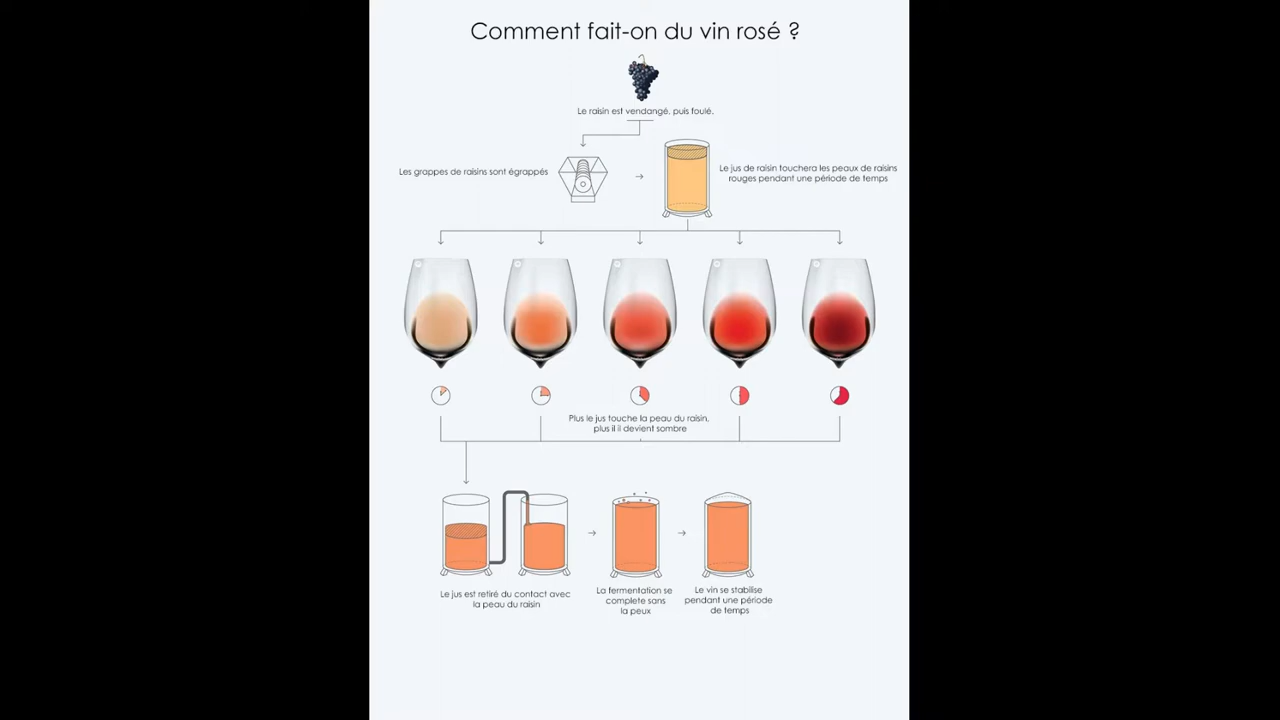 Comment fait-on du vin rosé ?
Le raisin est vendangé, puis foulé.
Les grappes de raisins sont égrappés
Le jus de raisin touchera les peaux de raisins
rouges pendant une période de temps
Plus le jus touche la peau du raisin,
plus il il devient sombre
Le jus est retiré du contact avec
la peau du raisin
La fermentation se
complete sans
la peux
Le vin se stabilise
pendant une période
de temps